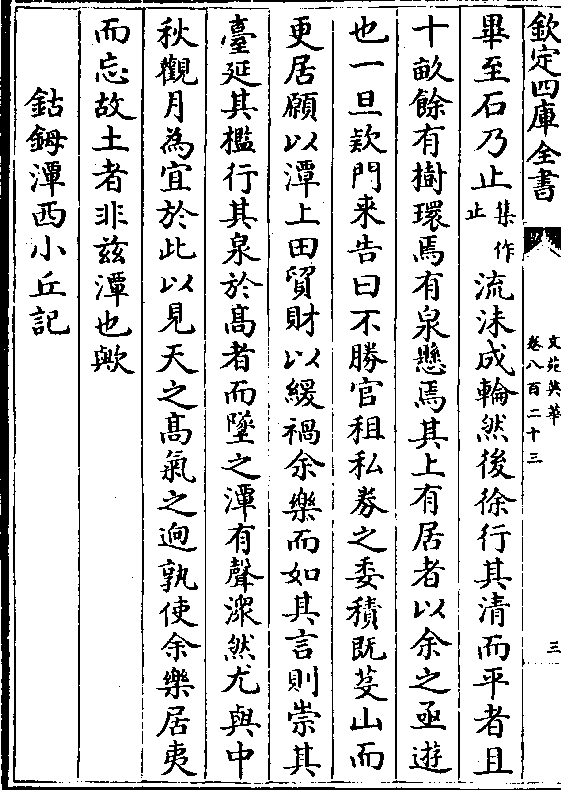 欽定四庫全書
文苑英華
卷八百二十三
三
畢至石乃止集作止流沫成輪然後徐行其清而平者且
十畝餘有樹環焉有泉懸焉其上有居者以余之亟遊
也一旦欵門来告曰不勝官租私劵之委積既芟山而
更居願以潭上田貿財以緩禍余樂而如其言則崇其
臺延其檻行其泉於髙者而墜之潭有聲潀然尤與中
秋觀月為宜於此以見天之髙氣之逈孰使余樂居夷
而忘故土者非兹潭也歟
鈷鉧潭西小丘記